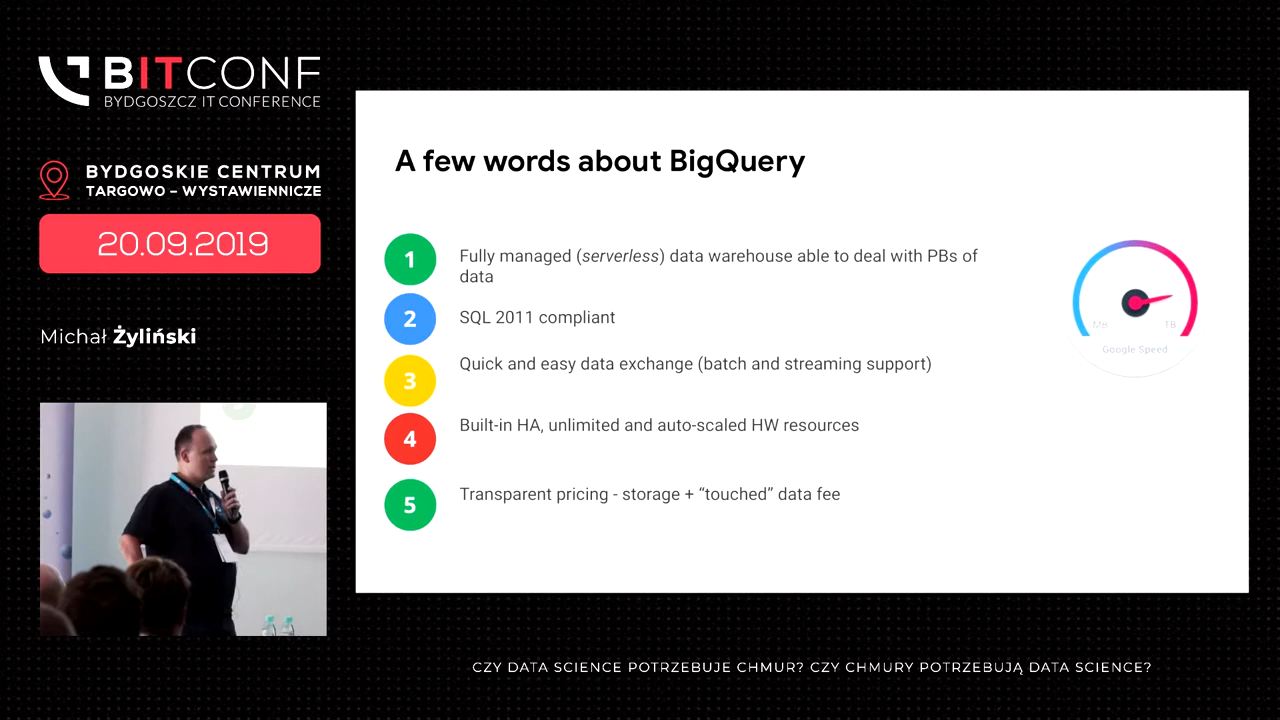 BITCONF
BYDGOSZCZ IT CONFERENCE
BYDGOSKIE CENTRUM
TARGOWO – WYSTAWIENNICZE
20.09.2019
Michał Żyliński
A few words about BigQuery
1
Fully managed (serverless) data warehouse able to deal with PBs of
data
2
SQL 2011 compliant
3
Quick and easy data exchange (batch and streaming support)
4
Built-in HA, unlimited and auto-scaled HW resources
5
Transparent pricing - storage + “touched” data fee
MB
TB
Google Speed
CZY DATA SCIENCE POTRZEBUJE CHMUR? CZY CHMURY POTRZEBUJĄ DATA SCIENCE?